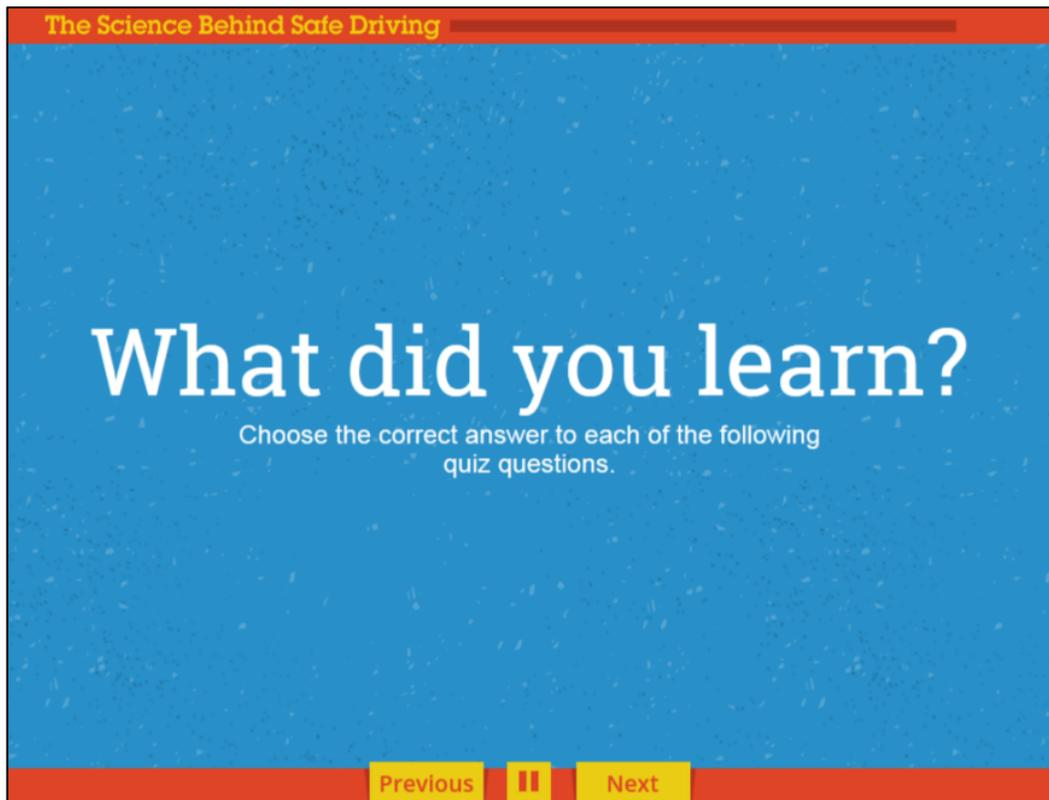 The Science Behind Safe Driving
What did you learn?
Choose the correct answer to each of the following
quiz questions.
Previous
Next